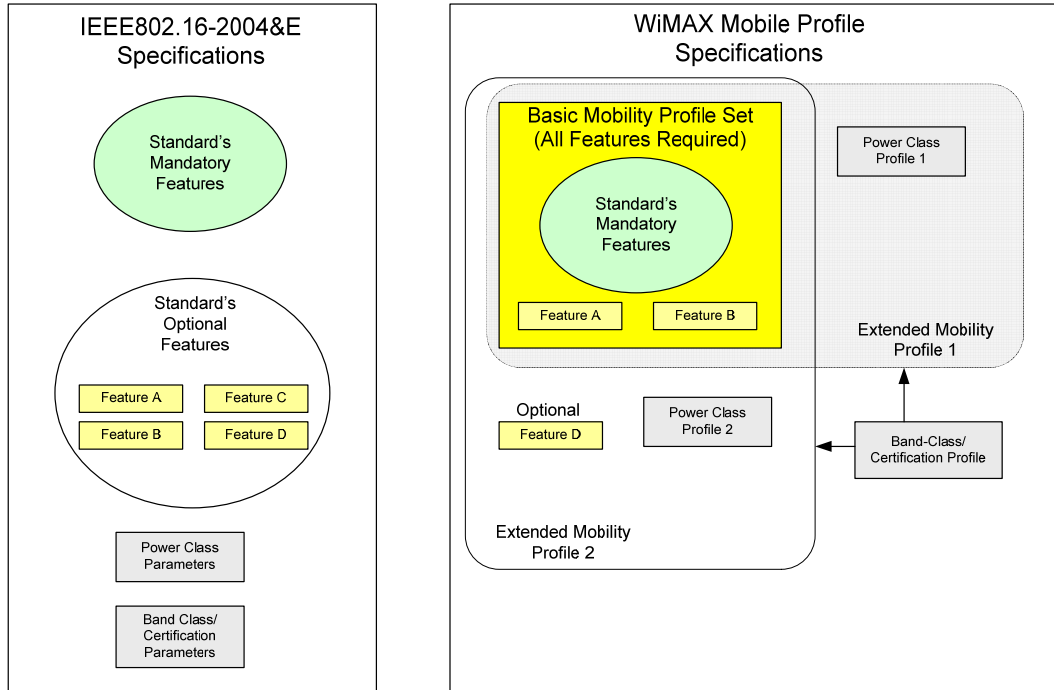 IEEE802.16-2004&E
Specifications
Standard's
Mandatory
Features
Standard's
Optional
Features
Feature A
Feature C
Feature B
Feature D
Power Class
Parameters
Band Class/
Certification
Parameters
WiMAX Mobile Profile
Specifications
Basic Mobility Profile Set
(All Features Required)
Standard's
Mandatory
Features
Feature A
Feature B
Power Class
Profile 1
Extended Mobility
Profile 1
Optional
Feature D
Power Class
Profile 2
Band-Class/
Certification Profile
Extended Mobility
Profile 2